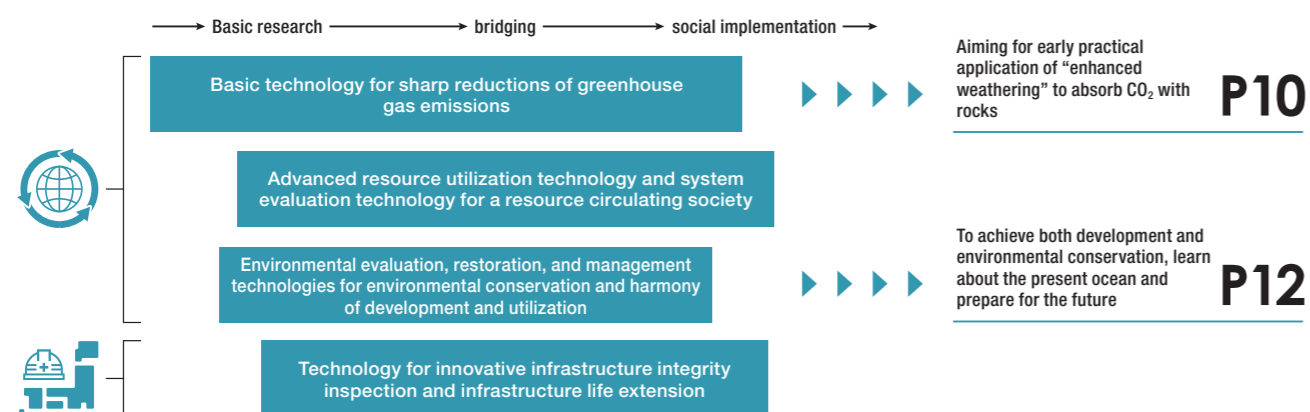 Basic research
bridging
social implementation
Basic technology for sharp reductions of greenhouse
gas emissions
Aiming for early practical
application of “enhanced
weathering” to absorb CO₂ with
rocks
P10
Advanced resource utilization technology and system
evaluation technology for a resource circulating society
Environmental evaluation, restoration, and management
technologies for environmental conservation and harmony
of development and utilization
To achieve both development and
environmental conservation, learn
about the present ocean and
prepare for the future
P12
Technology for innovative infrastructure integrity
inspection and infrastructure life extension